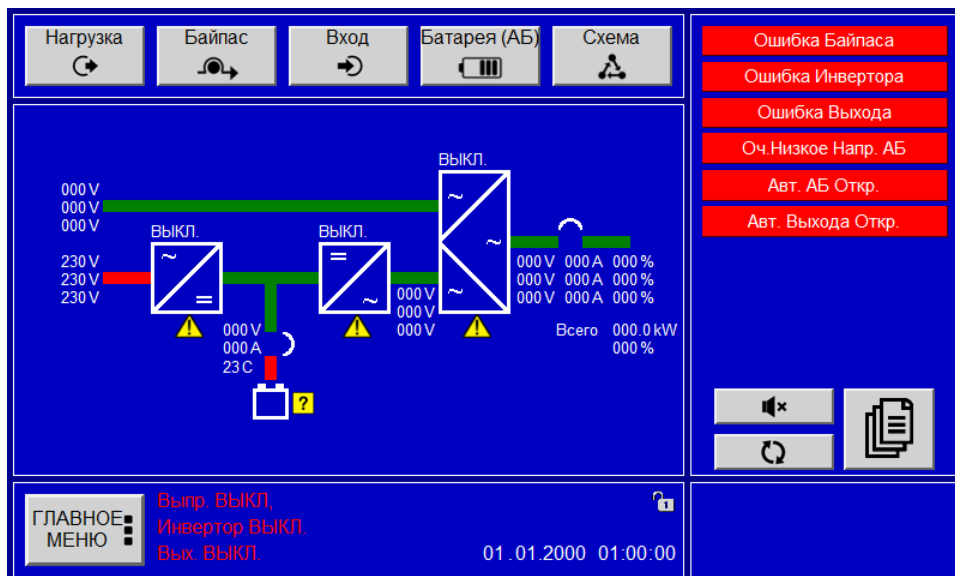 Нагрузка
Байпас
Вход
Батарея (АБ)
Схема
Ошибка Байпаса
Ошибка Инвертора
Ошибка Выхода
Оч.Низкое Напр. АБ
Авт. АБ Откр.
Авт. Выхода Откр.
ВЫКЛ.
000 V
000 V
000 V
ВЫКЛ.
ВЫКЛ.
230 V
230 V
230 V
000 V 000 A 000 %
000 V 000 A 000 %
000 V 000 A 000 %
000 V
000 V
000 V
000 V
000 A
23 C
Всего 000.0 kW
000 %
?
ГЛАВНОЕ
МЕНЮ
Выпр. ВЫКЛ,
Инвертор ВЫКЛ.
Вых. ВЫКЛ.
01.01.2000 01:00:00